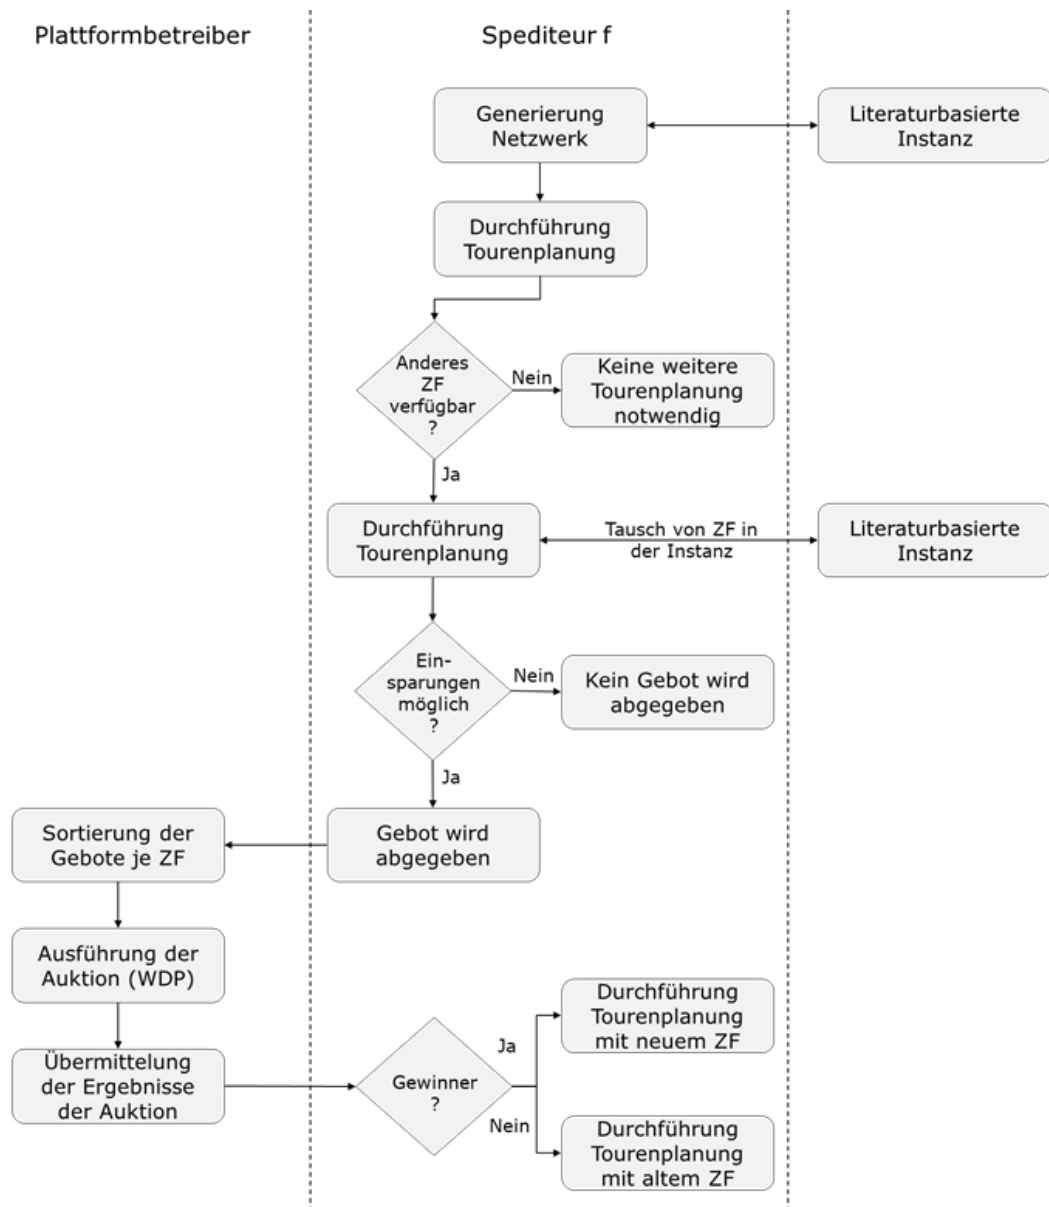 Plattformbetreiber
Spediteur f
Generierung
Netzwerk
Literaturbasierte
Instanz
Durchführung
Tourenplanung
Anderes
ZF
verfügbar
?
Nein
Keine weitere
Tourenplanung
notwendig
Ja
Durchführung
Tourenplanung
Tausch von ZF in
der Instanz
Literaturbasierte
Instanz
Ein-
sparungen
möglich
?
Nein
Kein Gebot wird
abgegeben
Ja
Gebot wird
abgegeben
Sortierung der
Gebote je ZF
Ausführung der
Auktion (WDP)
Übermittelung
der Ergebnisse
der Auktion
Gewinner
?
Ja
Durchführung
Tourenplanung
mit neuem ZF
Nein
Durchführung
Tourenplanung
mit altem ZF